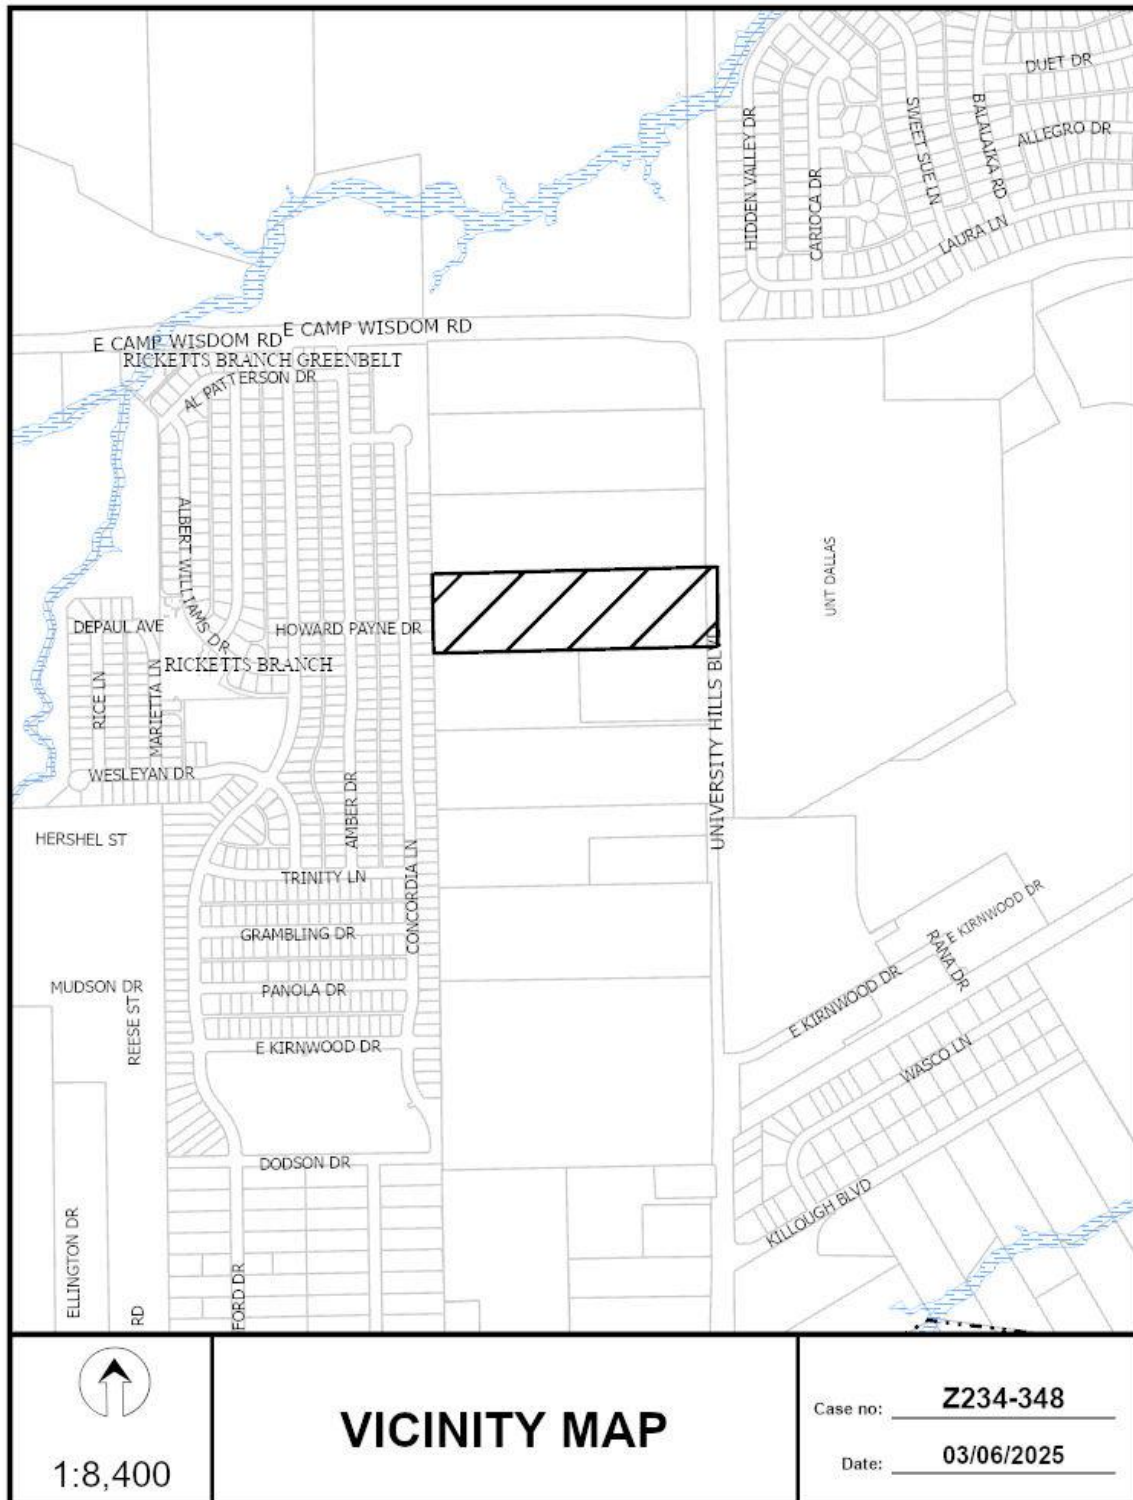 DUET DR
HIDDEN VALLEY DR
CARIOCA DR
SWEET SUE LN
BALALAIKA RD
ALLEGRO DR
LAURA LN
E CAMP WISDOM RD
E CAMP WISDOM RD
RICKETTS BRANCH GREENBELT
AL PATTERSON DR
ALBERT WILLIAMS DR
UNT DALLAS
DEPAUL AVE
HOWARD PAYNE DR
RICKETTS BRANCH
RICE LN
MARIETTA LN
UNIVERSITY HILLS BLVD
WESLEYAN DR
AMBER DR
HERSHEL ST
CONCORDIA LN
TRINITY LN
GRAMBLING DR
E KIRNWOOD DR
RANA DR
MUDSON DR
REESE ST
PANOLA DR
E KIRNWOOD DR
E KIRNWOOD DR
WASCO LN
DODSON DR
KILLOUGH BLVD
ELLINGTON DR
RD
FORD DR
1:8,400
VICINITY MAP
Case no: Z234-348
Date: 03/06/2025